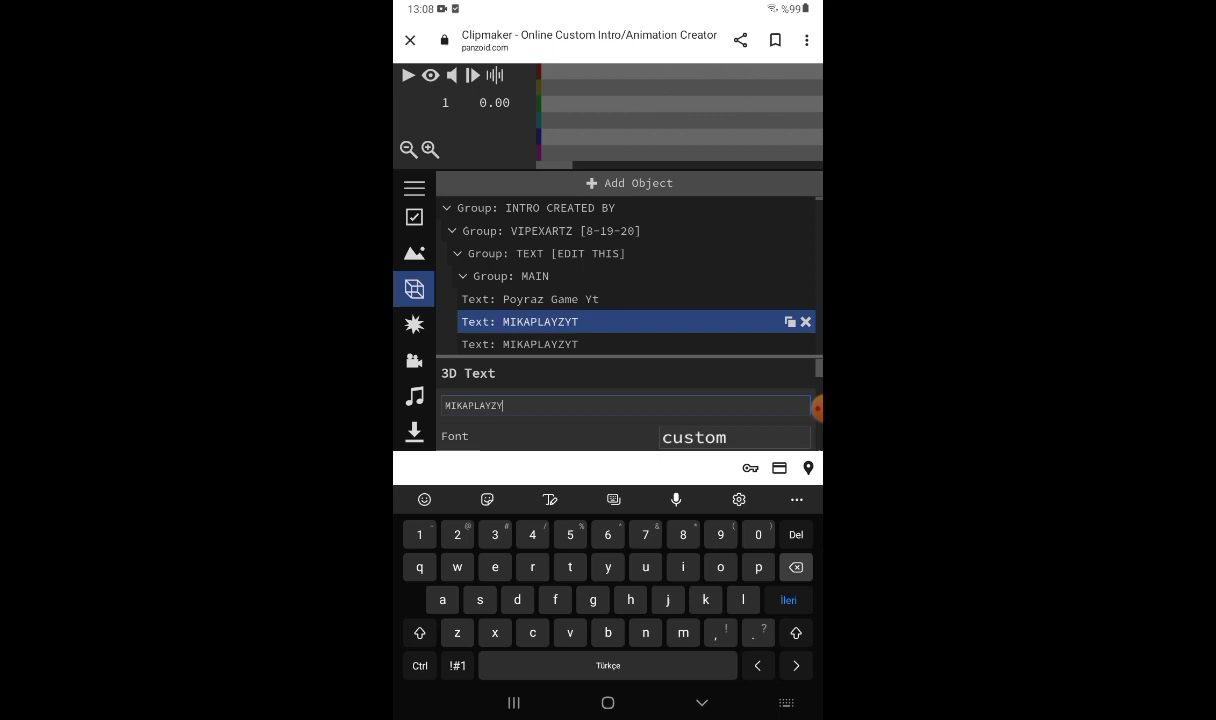 13:08
%99
Clipmaker - Online Custom Intro/Animation Creator
panzoid.com
1 0.00
Add Object
Group: INTRO CREATED BY
Group: VIPEXARTZ [8-19-20]
Group: TEXT [EDIT THIS]
Group: MAIN
Text: Poyraz Game Yt
Text: MIKAPLAYZYT
Text: MIKAPLAYZYT
3D Text
MIKAPLAYZY
Font custom
1 2 3 4 5 6 7 8 9 0 Del
q w e r t y u i o p
a s d f g h j k l İleri
z x c v b n m , ! . ?
Ctrl !#1 Türkçe < >